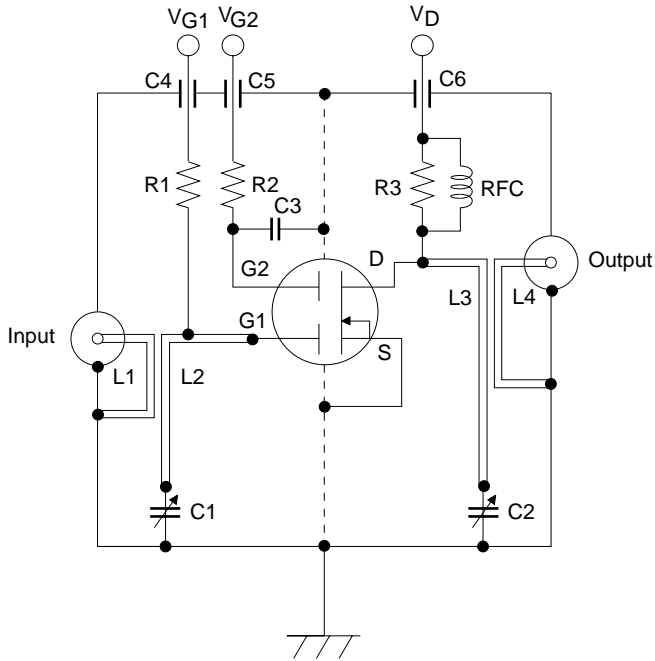 VG1 VG2 VD
C4 C5 C6
R1 R2 R3 RFC
C3
G2 D Output
L3 L4
G1
Input S
L1 L2
C1 C2